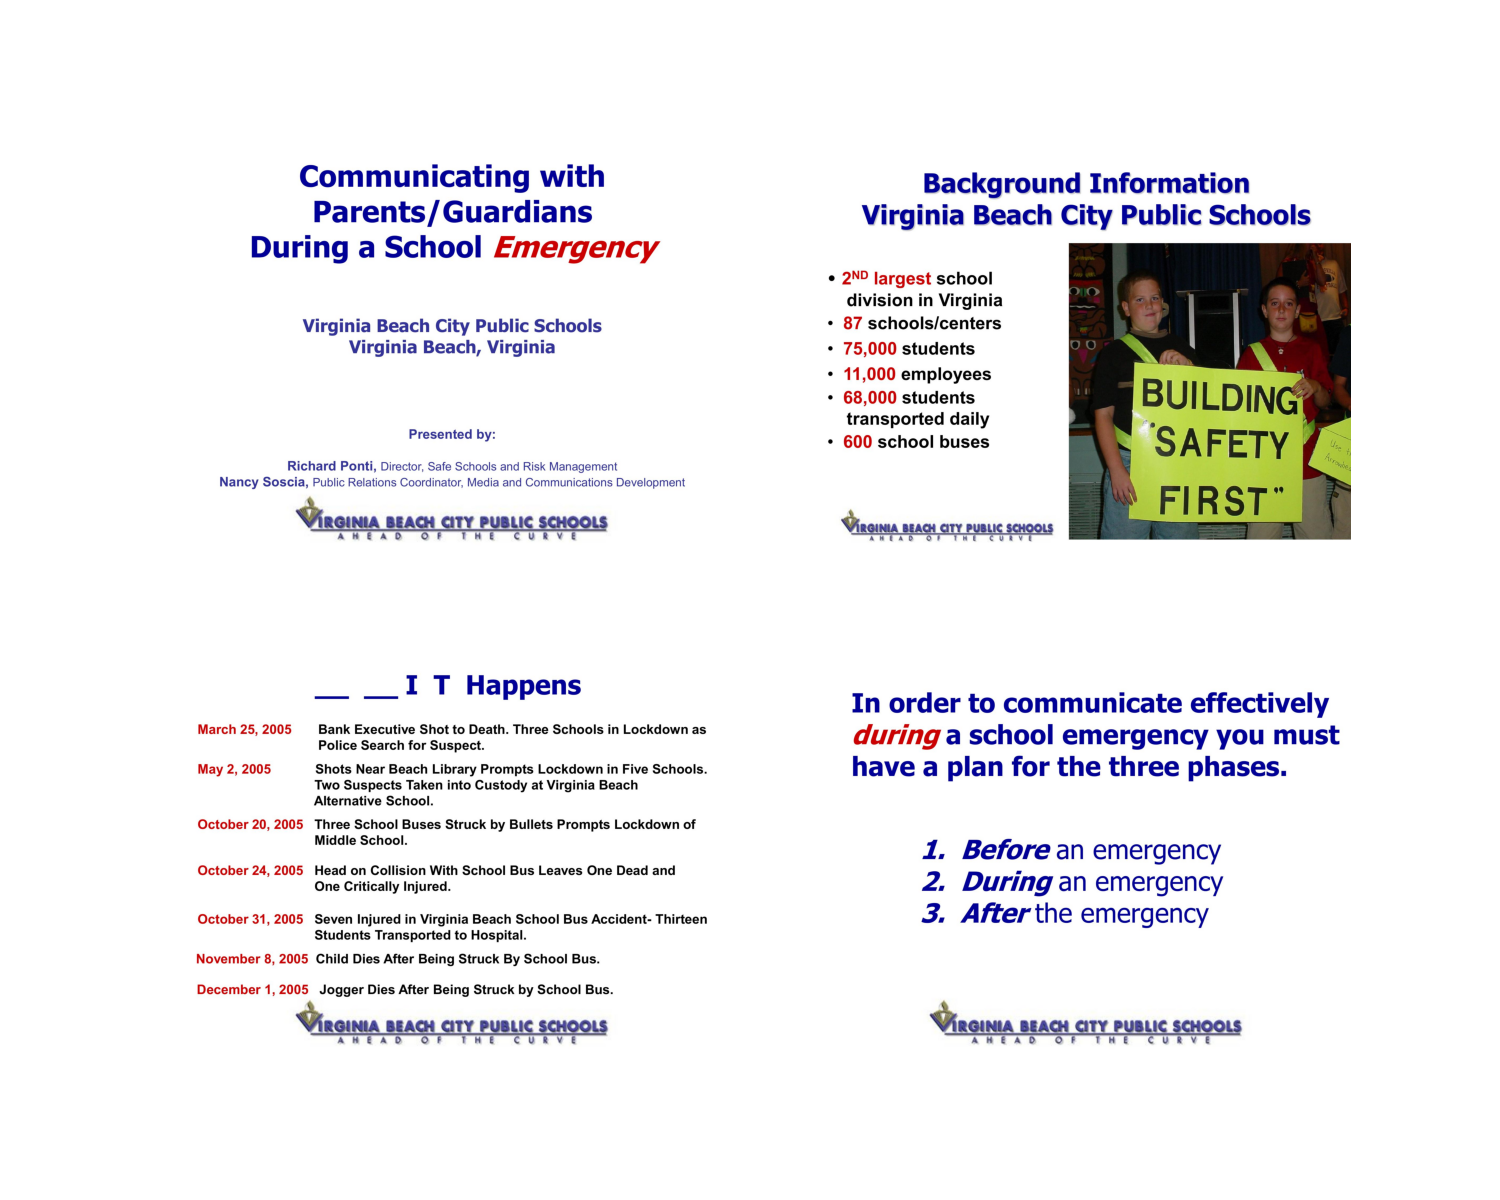 Communicating with
Parents/Guardians
During a School Emergency
Virginia Beach City Public Schools
Virginia Beach, Virginia
Presented by:
Richard Ponti, Director, Safe Schools and Risk Management
Nancy Soscia, Public Relations Coordinator, Media and Communications Development
VIRGINIA BEACH CITY PUBLIC SCHOOLS
AHEAD OF THE CURVE
Background Information
Virginia Beach City Public Schools
• 2ND largest school
division in Virginia
• 87 schools/centers
• 75,000 students
• 11,000 employees
• 68,000 students
transported daily
• 600 school buses
BUILDING
"SAFETY
FIRST"
Use
VIRGINIA BEACH CITY PUBLIC SCHOOLS
AHEAD OF THE CURVE
__ __ I T Happens
March 25, 2005 Bank Executive Shot to Death. Three Schools in Lockdown as
Police Search for Suspect.
May 2, 2005 Shots Near Beach Library Prompts Lockdown in Five Schools.
Two Suspects Taken into Custody at Virginia Beach
Alternative School.
October 20, 2005 Three School Buses Struck by Bullets Prompts Lockdown of
Middle School.
October 24, 2005 Head on Collision With School Bus Leaves One Dead and
One Critically Injured.
October 31, 2005 Seven Injured in Virginia Beach School Bus Accident- Thirteen
Students Transported to Hospital.
November 8, 2005 Child Dies After Being Struck By School Bus.
December 1, 2005 Jogger Dies After Being Struck by School Bus.
VIRGINIA BEACH CITY PUBLIC SCHOOLS
AHEAD OF THE CURVE
In order to communicate effectively
during a school emergency you must
have a plan for the three phases.
1. Before an emergency
2. During an emergency
3. After the emergency
VIRGINIA BEACH CITY PUBLIC SCHOOLS
AHEAD OF THE CURVE